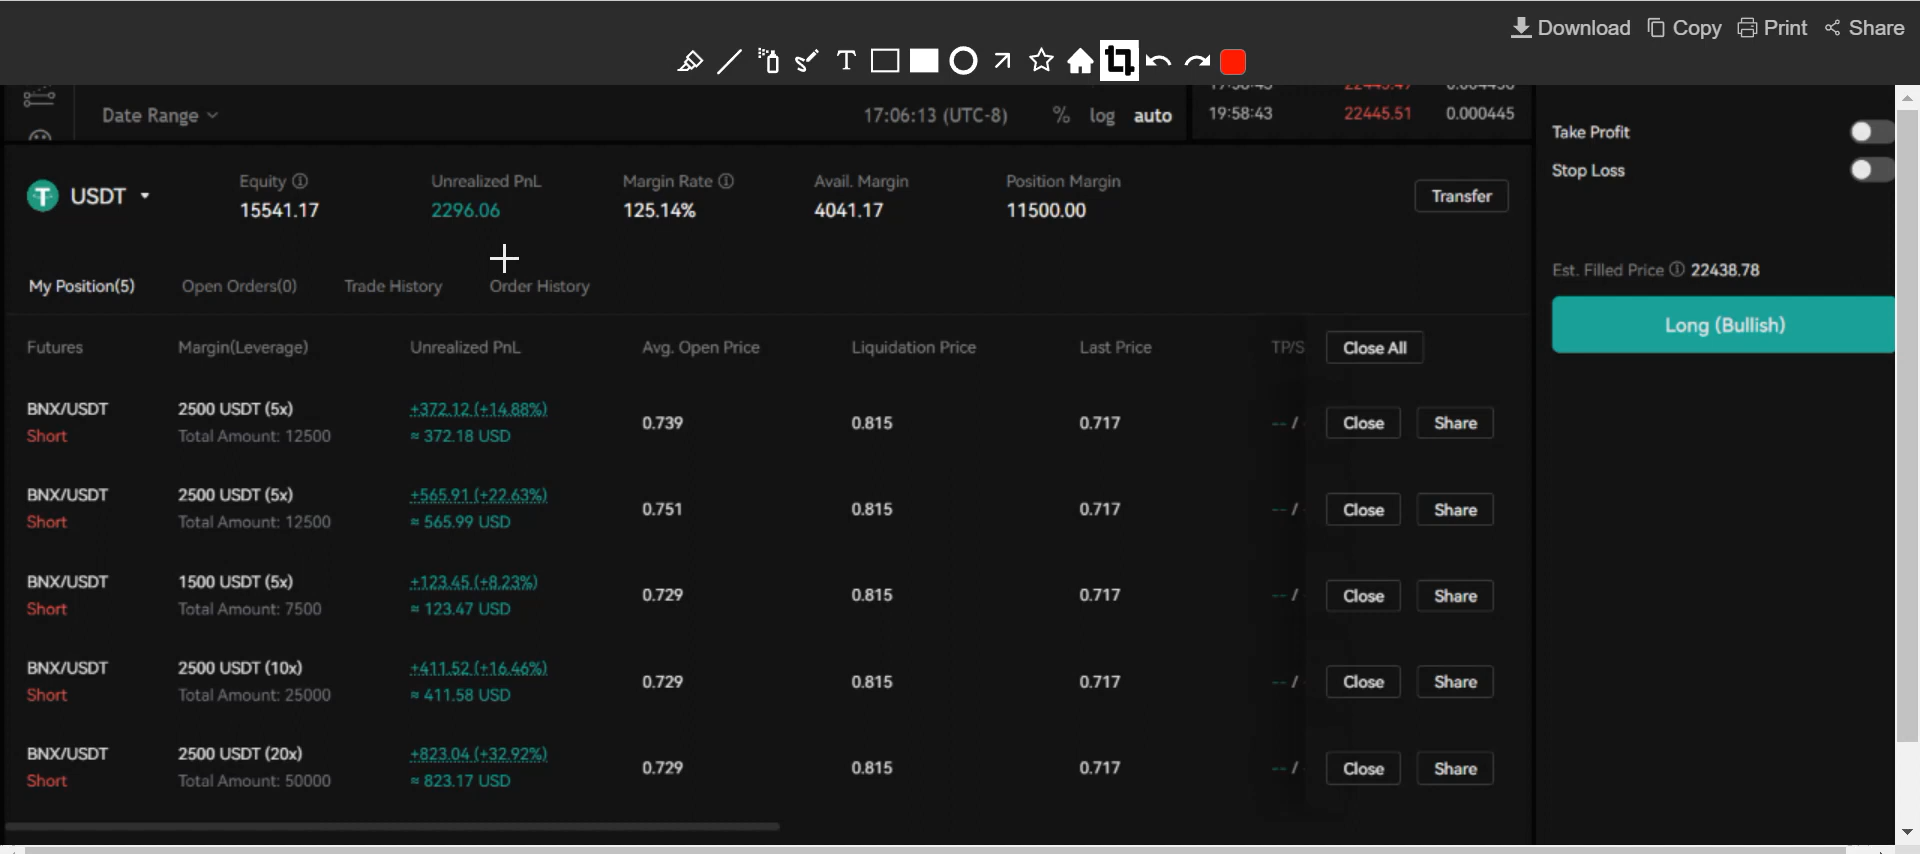 Download Copy Print Share
T
Date Range 17:06:13 (UTC-8) % log auto
19:58:43 22445.51 0.000445
Take Profit
Stop Loss
USDT
Equity Unrealized PnL Margin Rate Avail. Margin Position Margin
15541.17 2296.06 125.14% 4041.17 11500.00
Transfer
Est. Filled Price 22438.78
Long (Bullish)
My Position(5) Open Orders(0) Trade History Order History
Futures Margin(Leverage) Unrealized PnL Avg. Open Price Liquidation Price Last Price TP/S Close All
BNX/USDT 2500 USDT (5x) +372.12 (+14.88%)
0.739 0.815 0.717 -- / Close Share
Short Total Amount: 12500 ≈ 372.18 USD
BNX/USDT 2500 USDT (5x) +565.91 (+22.63%)
0.751 0.815 0.717 -- / Close Share
Short Total Amount: 12500 ≈ 565.99 USD
BNX/USDT 1500 USDT (5x) +123.45 (+8.23%)
0.729 0.815 0.717 -- / Close Share
Short Total Amount: 7500 ≈ 123.47 USD
BNX/USDT 2500 USDT (10x) +411.52 (+16.46%)
0.729 0.815 0.717 -- / Close Share
Short Total Amount: 25000 ≈ 411.58 USD
BNX/USDT 2500 USDT (20x) +823.04 (+32.92%)
0.729 0.815 0.717 -- / Close Share
Short Total Amount: 50000 ≈ 823.17 USD